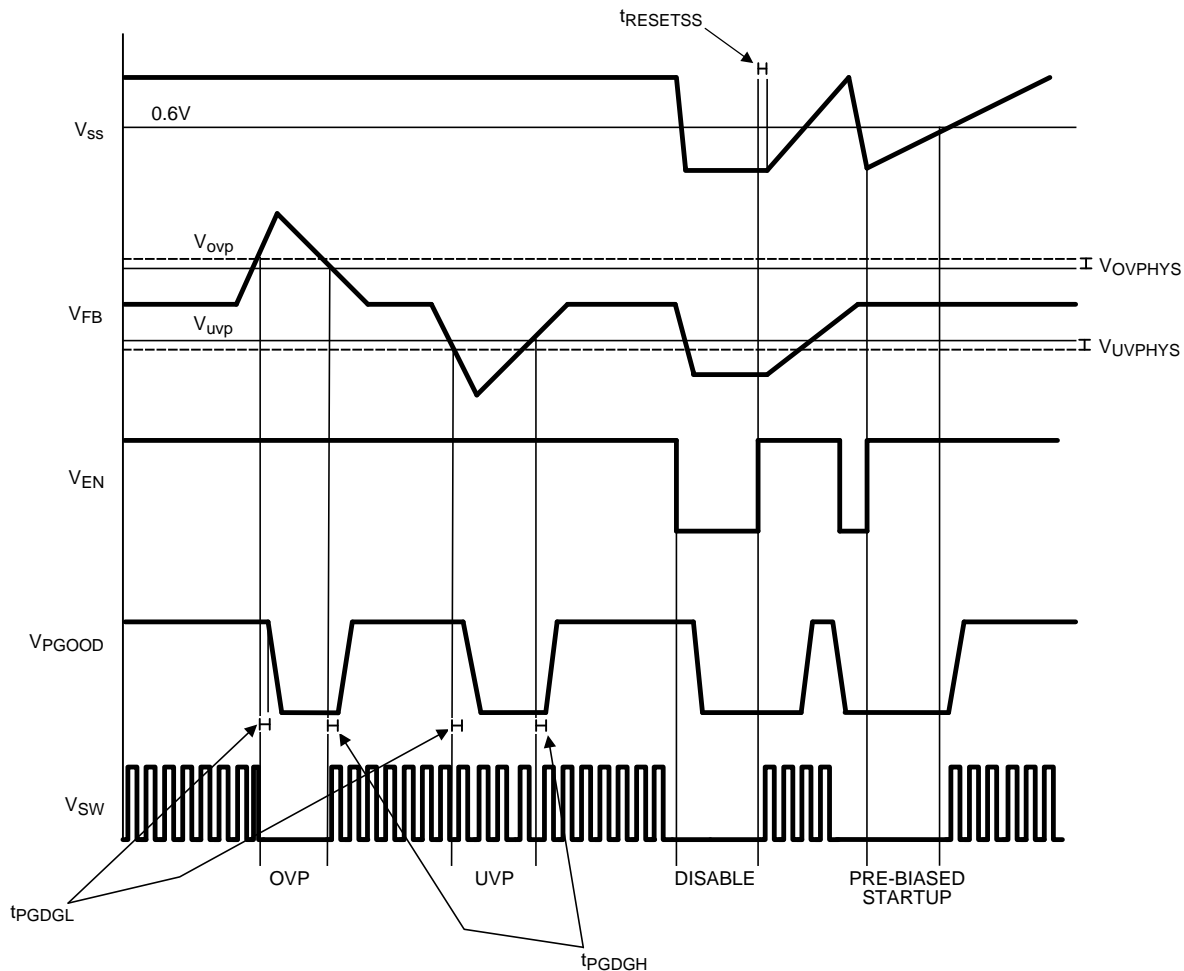 tRESETSS
0.6V
Vss
Vovp
VOVPHYS
VFB
Vuvp
VUVPHYS
VEN
VPGOOD
VSW
OVP
UVP
DISABLE
PRE-BIASED
STARTUP
tPGDGL
tPGDGH